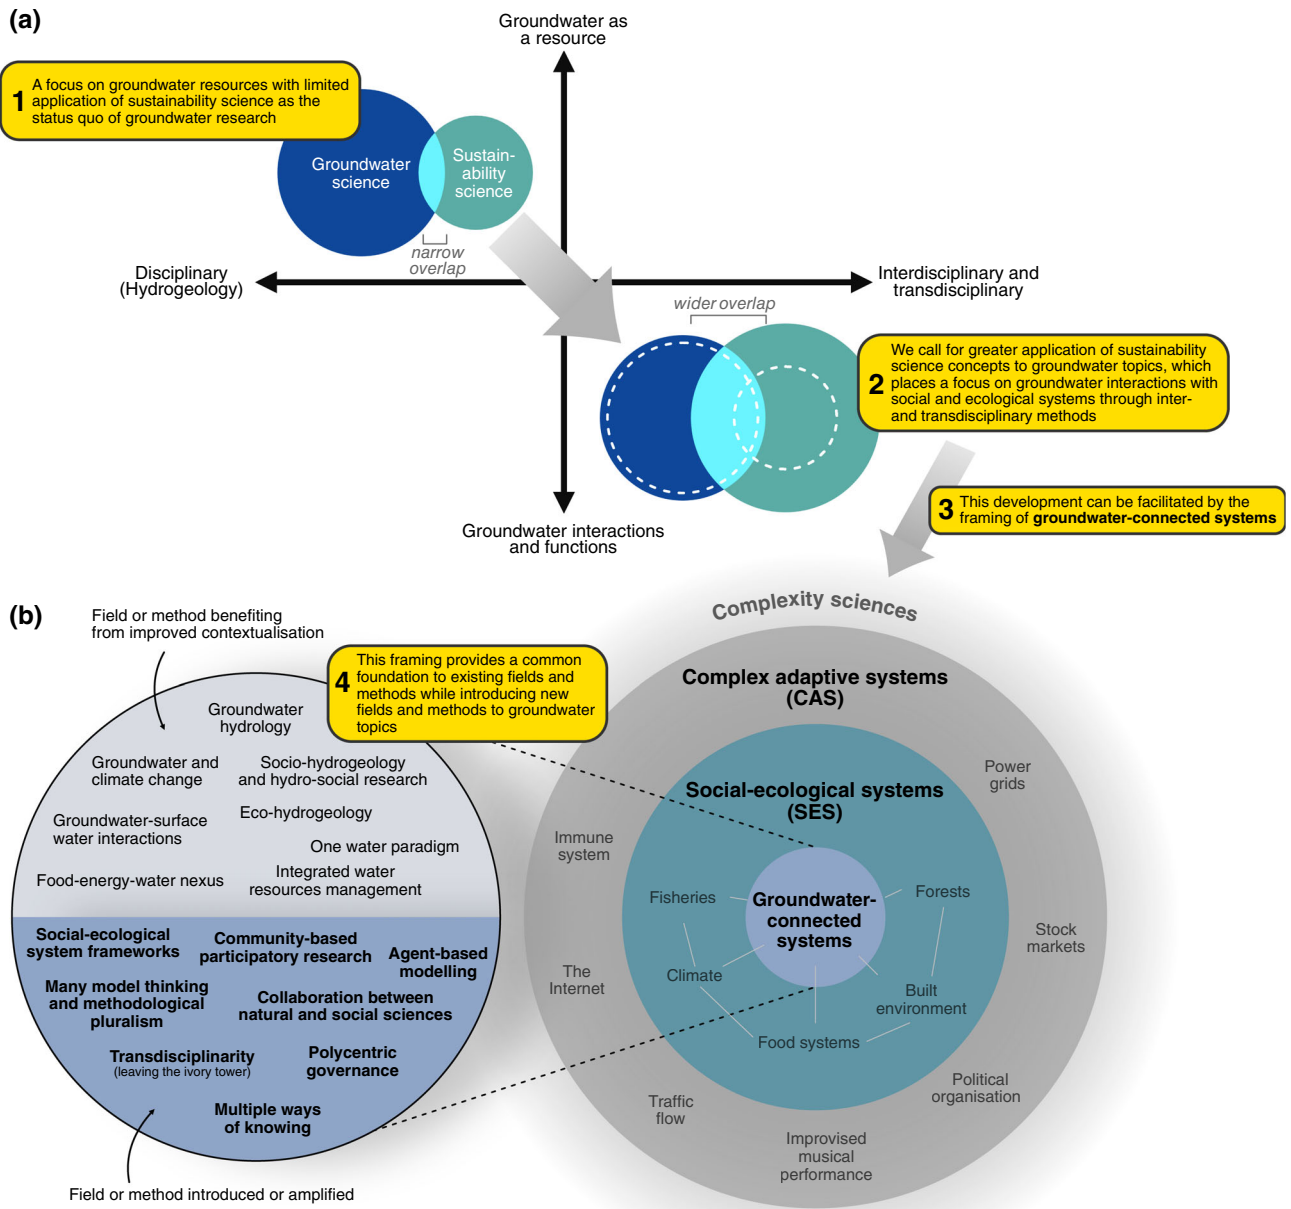 (a)
Groundwater as
a resource
1
A focus on groundwater resources with limited
application of sustainability science as the
status quo of groundwater research
Groundwater
science
Sustain-
ability
science
narrow
overlap
Disciplinary
(Hydrogeology)
Interdisciplinary and
transdisciplinary
wider overlap
2
We call for greater application of sustainability
science concepts to groundwater topics, which
places a focus on groundwater interactions with
social and ecological systems through inter-
and transdisciplinary methods
Groundwater interactions
and functions
3
This development can be facilitated by the
framing of groundwater-connected systems
(b)
Field or method benefiting
from improved contextualisation
4
This framing provides a common
foundation to existing fields and
methods while introducing new
fields and methods to groundwater
topics
Groundwater
hydrology
Groundwater and
climate change
Socio-hydrogeology
and hydro-social research
Groundwater-surface
water interactions
Eco-hydrogeology
One water paradigm
Food-energy-water nexus
Integrated water
resources management
Social-ecological
system frameworks
Community-based
participatory research
Agent-based
modelling
Many model thinking
and methodological
pluralism
Collaboration between
natural and social sciences
Transdisciplinarity
(leaving the ivory tower)
Polycentric
governance
Multiple ways
of knowing
Field or method introduced or amplified
Complexity sciences
Complex adaptive systems
(CAS)
Power
grids
Social-ecological systems
(SES)
Immune
system
Fisheries
Forests
Groundwater-
connected
systems
Stock
markets
The
Internet
Climate
Built
environment
Food systems
Traffic
flow
Political
organisation
Improvised
musical
performance